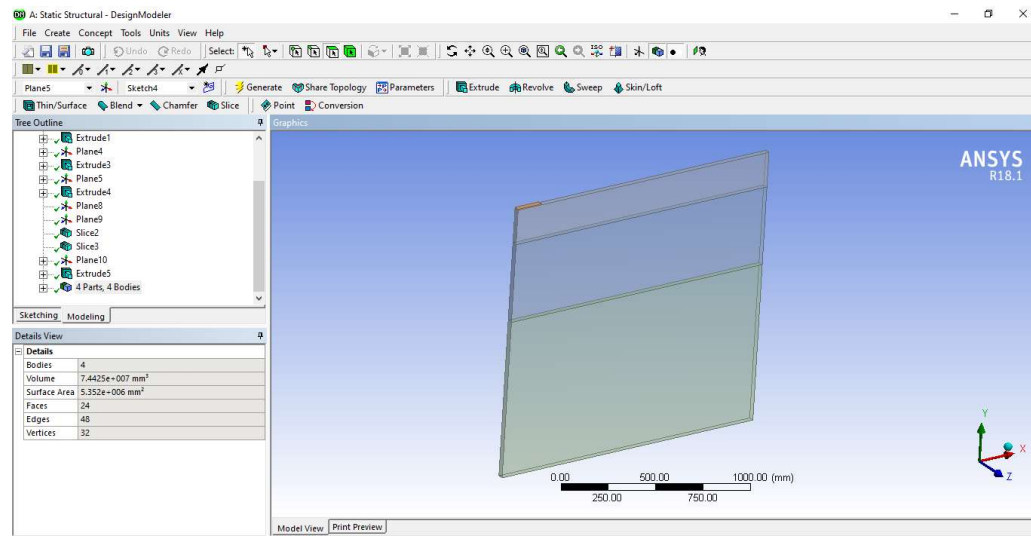 A: Static Structural - DesignModeler
File Create Concept Tools Units View Help
Undo Redo Select:
Plane5 Sketch4 Generate Share Topology Parameters Extrude Revolve Sweep Skin/Loft
Thin/Surface Blend Chamfer Slice Point Conversion
Tree Outline
Extrude1
Plane4
Extrude3
Plane5
Extrude4
Plane8
Plane9
Slice2
Slice3
Plane10
Extrude5
4 Parts, 4 Bodies
Sketching Modeling
Details View
Details
Bodies 4
Volume 7.4425e+007 mm³
Surface Area 5.352e+006 mm²
Faces 24
Edges 48
Vertices 32
Graphics
ANSYS
R18.1
Y
X
Z
0.00 500.00 1000.00 (mm)
250.00 750.00
Model View Print Preview